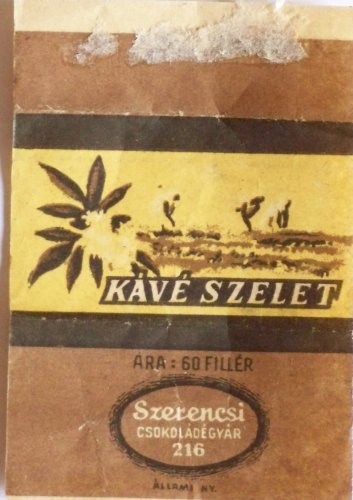 KÁVÉ SZELET
ÁRA: 60 FILLÉR
Szerencsi
CSOKOLÁDÉGYÁR
216
ÁLLAMI NY.